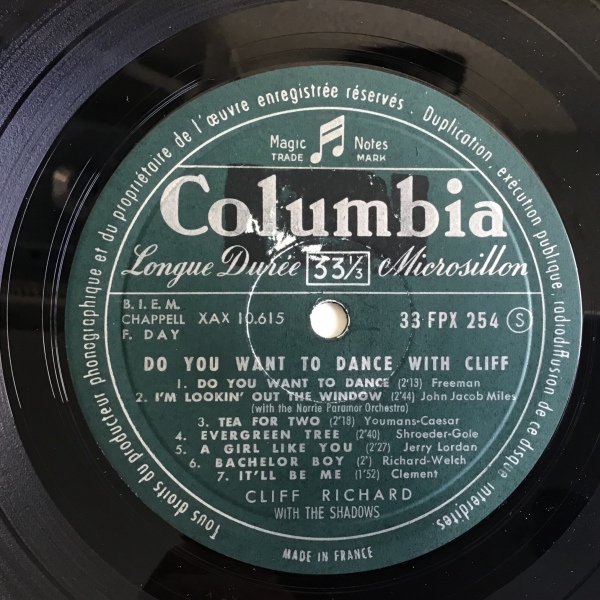 Tous droits du producteur phonographique et du propriétaire de l'œuvre enregistrée réservés · Duplication, exécution publique, radiodiffusion de ce disque interdites.
Magic Notes
TRADE MARK
Columbia
Longue Durée 33⅓ Microsillon
B.I.E.M.
CHAPPELL XAX 10.615 33 FPX 254 S
F. DAY
DO YOU WANT TO DANCE WITH CLIFF
1. DO YOU WANT TO DANCE (2'13) Freeman
2. I'M LOOKIN' OUT THE WINDOW (2'44) John Jacob Miles
(with the Norrie Paramor Orchestra)
3. TEA FOR TWO (2'18) Youmans-Caesar
4. EVERGREEN TREE (2'40) Shroeder-Gole
5. A GIRL LIKE YOU (2'27) Jerry Lordan
6. BACHELOR BOY (2') Richard-Welch
7. IT'LL BE ME (1'52) Clement
CLIFF RICHARD
WITH THE SHADOWS
MADE IN FRANCE